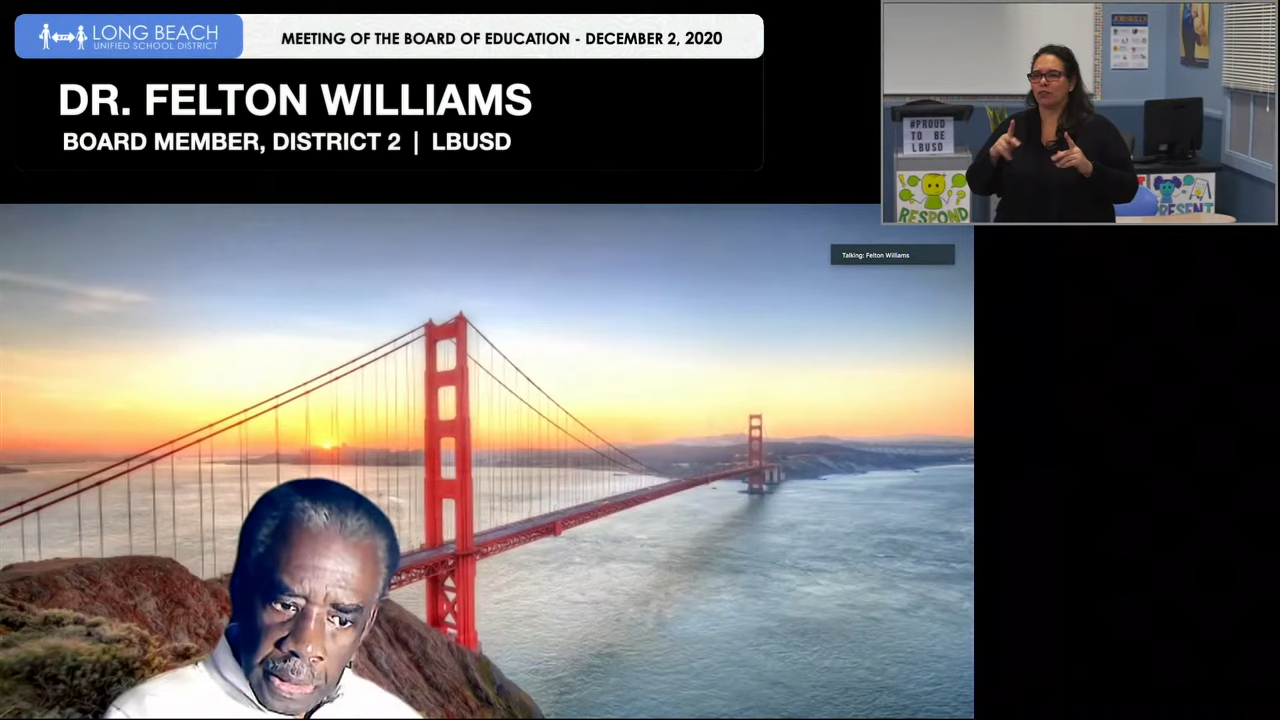 LONG BEACH
UNIFIED SCHOOL DISTRICT
MEETING OF THE BOARD OF EDUCATION - DECEMBER 2, 2020
DR. FELTON WILLIAMS
BOARD MEMBER, DISTRICT 2 | LBUSD
#PROUD
TO BE
LBUSD
RESPOND
PRESENT
Talking: Felton Williams